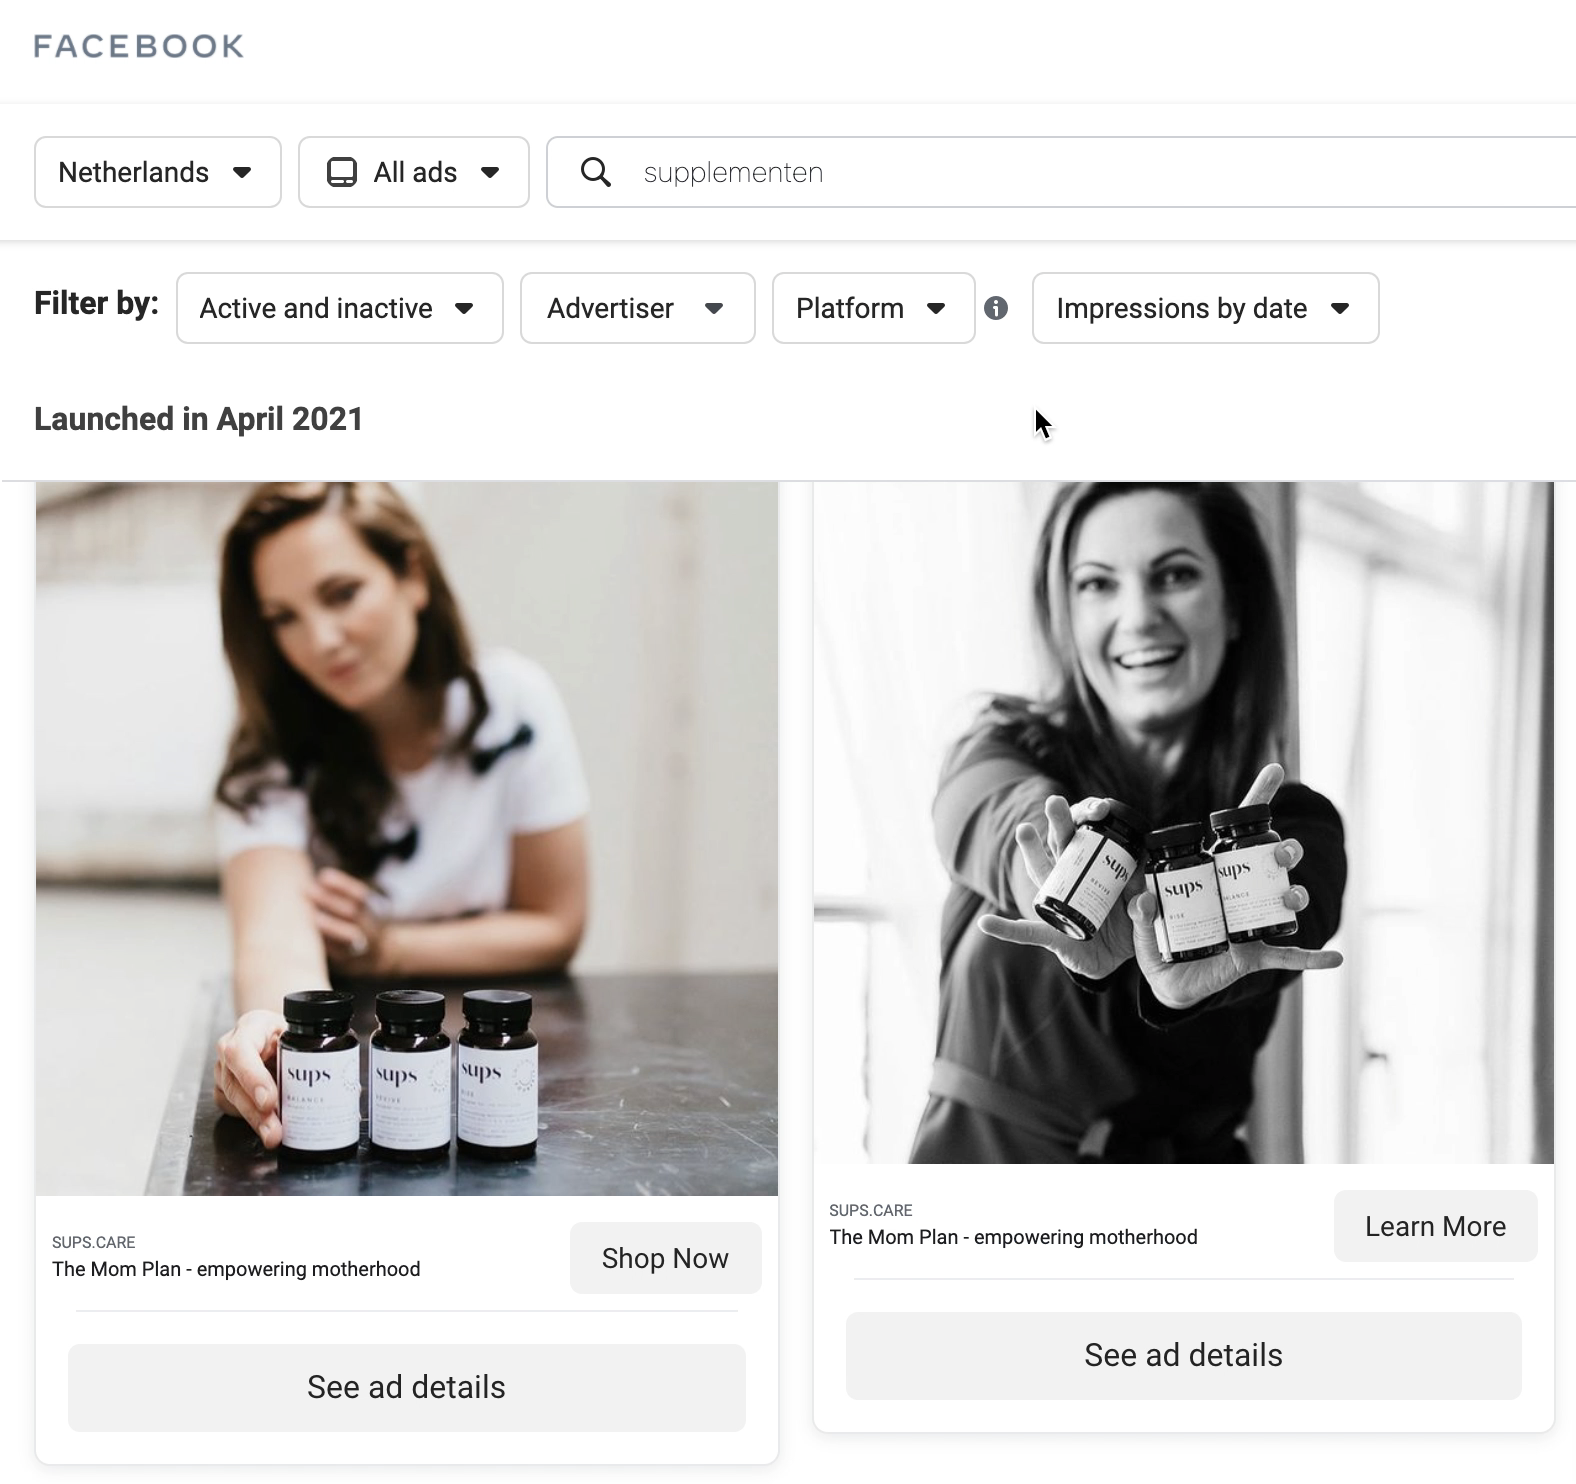 FACEBOOK
Netherlands
All ads
supplementen
Filter by:
Active and inactive
Advertiser
Platform
Impressions by date
Launched in April 2021
sups
BALANCE
sups
REVIVE
sups
RISE
SUPS.CARE
The Mom Plan - empowering motherhood
Shop Now
See ad details
sups
REVIVE
sups
RISE
sups
BALANCE
SUPS.CARE
The Mom Plan - empowering motherhood
Learn More
See ad details